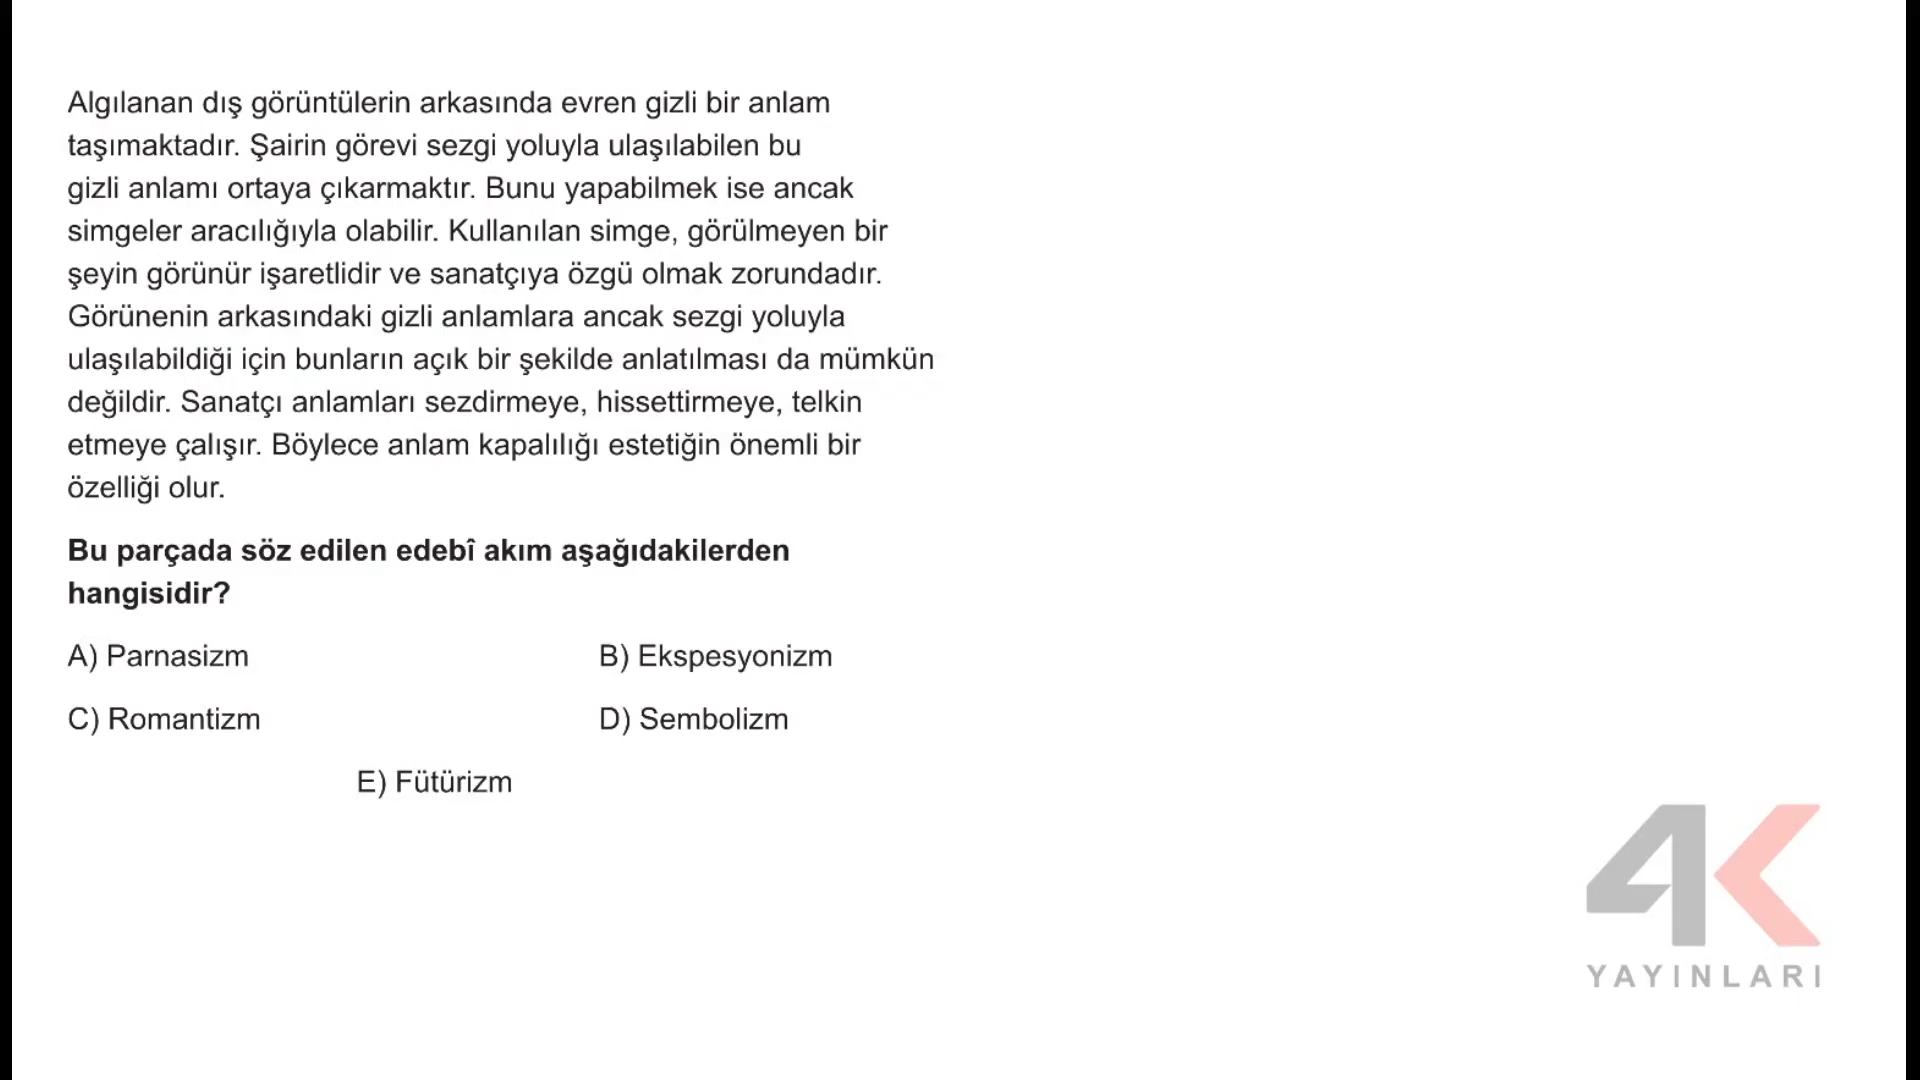 Algılanan dış görüntülerin arkasında evren gizli bir anlam
taşımaktadır. Şairin görevi sezgi yoluyla ulaşılabilen bu
gizli anlamı ortaya çıkarmaktır. Bunu yapabilmek ise ancak
simgeler aracılığıyla olabilir. Kullanılan simge, görülmeyen bir
şeyin görünür işaretlidir ve sanatçıya özgü olmak zorundadır.
Görünenin arkasındaki gizli anlamlara ancak sezgi yoluyla
ulaşılabildiği için bunların açık bir şekilde anlatılması da mümkün
değildir. Sanatçı anlamları sezdirmeye, hissettirmeye, telkin
etmeye çalışır. Böylece anlam kapalılığı estetiğin önemli bir
özelliği olur.
Bu parçada söz edilen edebî akım aşağıdakilerden
hangisidir?
A) Parnasizm
B) Ekspesyonizm
C) Romantizm
D) Sembolizm
E) Fütürizm
4K
YAYINLARI